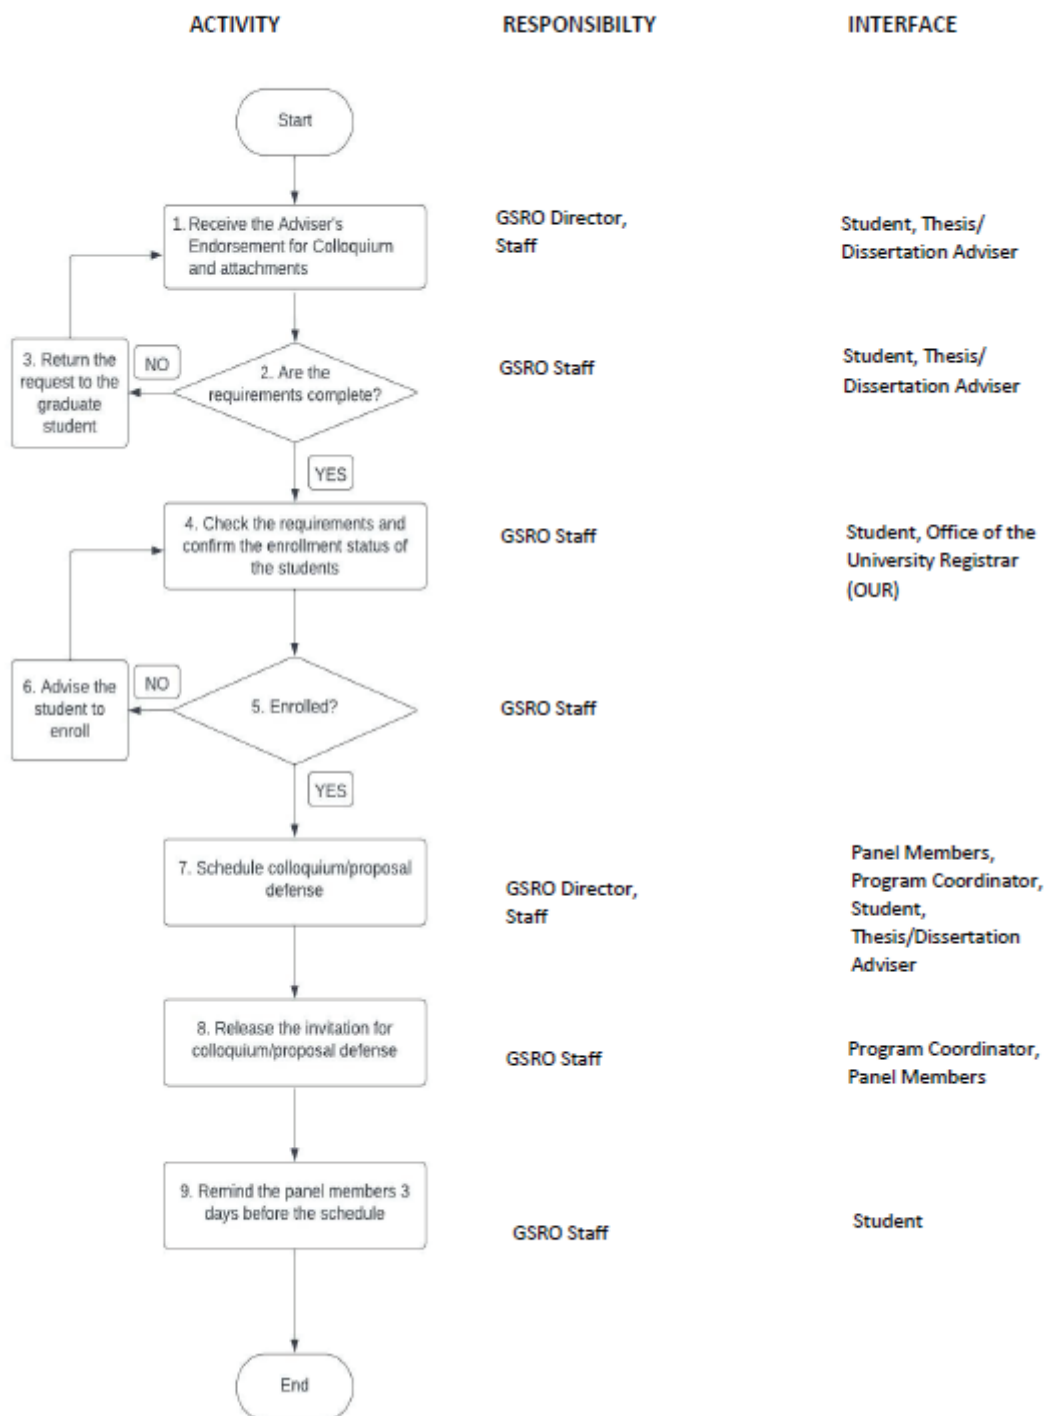 ACTIVITY RESPONSIBILTY INTERFACE
Start
1. Receive the Adviser's
Endorsement for Colloquium
and attachments
GSRO Director,
Staff
Student, Thesis/
Dissertation Adviser
3. Return the
request to the
graduate
student
NO
2. Are the
requirements complete?
GSRO Staff
Student, Thesis/
Dissertation Adviser
YES
4. Check the requirements and
confirm the enrollment status of
the students
GSRO Staff
Student, Office of the
University Registrar
(OUR)
6. Advise the
student to
enroll
NO
5. Enrolled?
GSRO Staff
YES
7. Schedule colloquium/proposal
defense
GSRO Director,
Staff
Panel Members,
Program Coordinator,
Student,
Thesis/Dissertation
Adviser
8. Release the invitation for
colloquium/proposal defense
GSRO Staff
Program Coordinator,
Panel Members
9. Remind the panel members 3
days before the schedule
GSRO Staff
Student
End